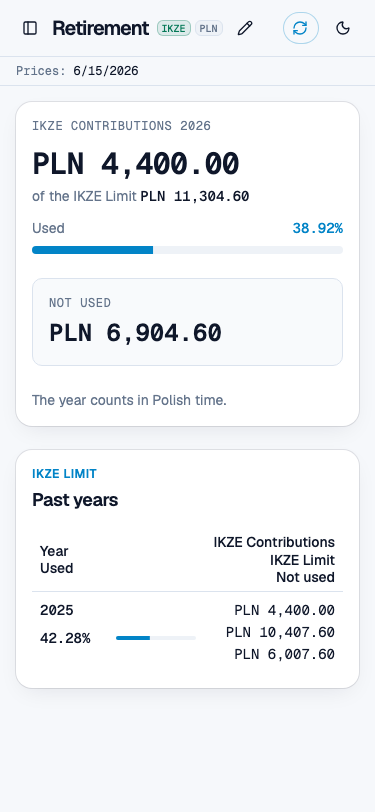 Retirement IKZE PLN
Prices: 6/15/2026
IKZE CONTRIBUTIONS 2026
PLN 4,400.00
of the IKZE Limit PLN 11,304.60
Used 38.92%
NOT USED
PLN 6,904.60
The year counts in Polish time.
IKZE LIMIT
Past years
Year
Used
IKZE Contributions
IKZE Limit
Not used
2025
42.28%
PLN 4,400.00
PLN 10,407.60
PLN 6,007.60